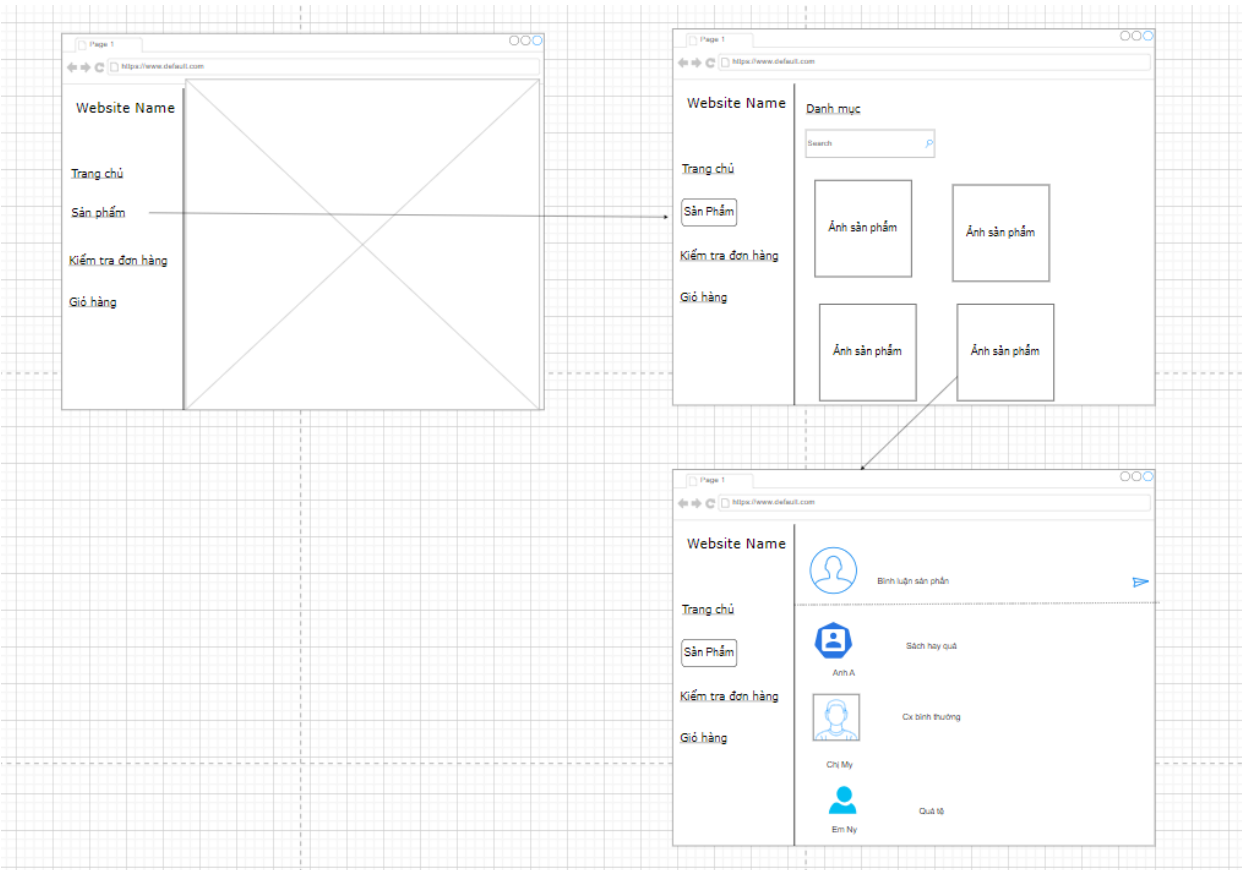 Page 1
https://www.default.com
Website Name
Trang chủ
Sản phẩm
Kiểm tra đơn hàng
Giỏ hàng
Page 1
https://www.default.com
Website Name
Danh mục
Search
Trang chủ
Sản Phẩm
Kiểm tra đơn hàng
Giỏ hàng
Ảnh sản phẩm
Ảnh sản phẩm
Ảnh sản phẩm
Ảnh sản phẩm
Page 1
https://www.default.com
Website Name
Trang chủ
Sản Phẩm
Kiểm tra đơn hàng
Giỏ hàng
Bình luận sản phẩn
Sách hay quá
Anh A
Cx bình thường
Chị My
Quá tệ
Em Ny